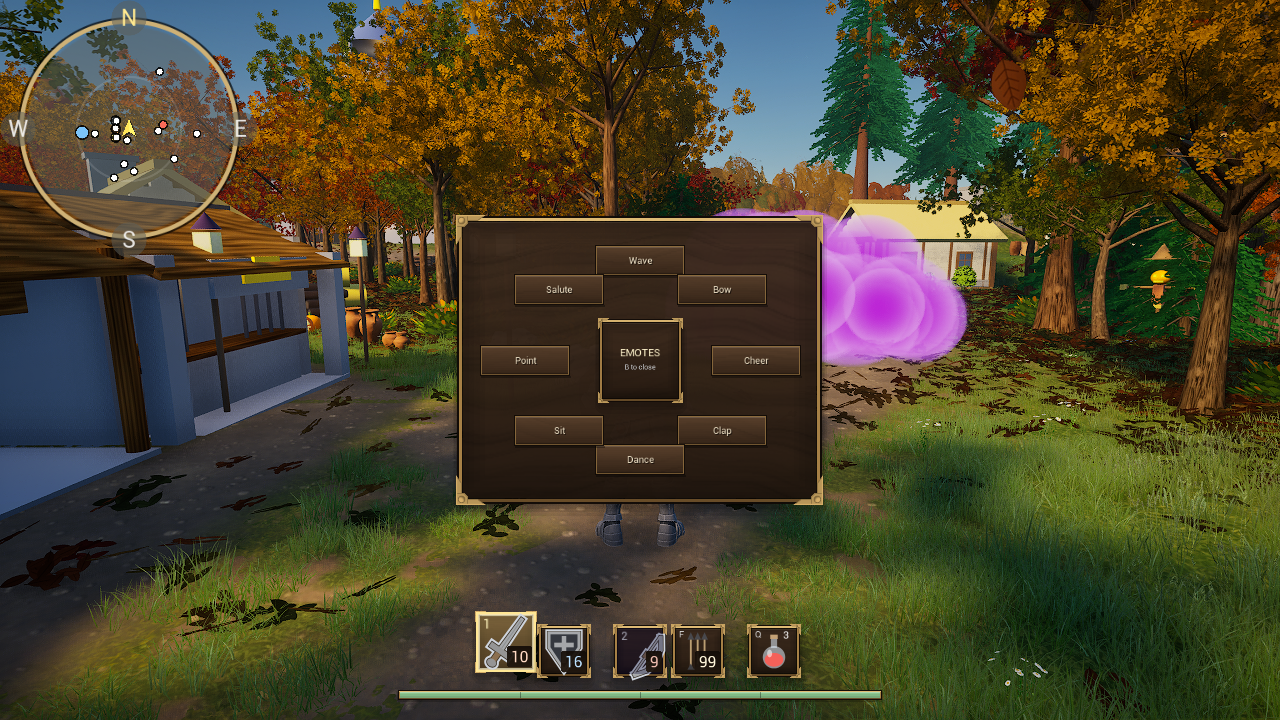 N
W
E
S
Wave
Salute
Bow
EMOTES
B to close
Point
Cheer
Sit
Clap
Dance
1
10
16
2
9
F
99
Q
3